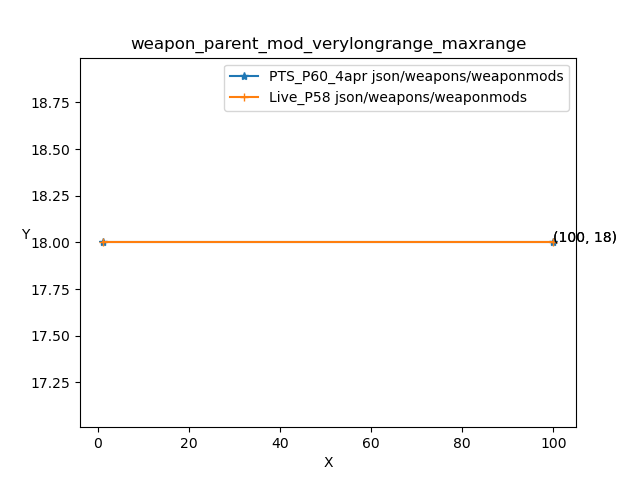 weapon_parent_mod_verylongrange_maxrange
PTS_P60_4apr json/weapons/weaponmods
Live_P58 json/weapons/weaponmods
18.75
18.50
18.25
18.00
17.75
17.50
17.25
Y
(100, 18)
0
20
40
60
80
100
X